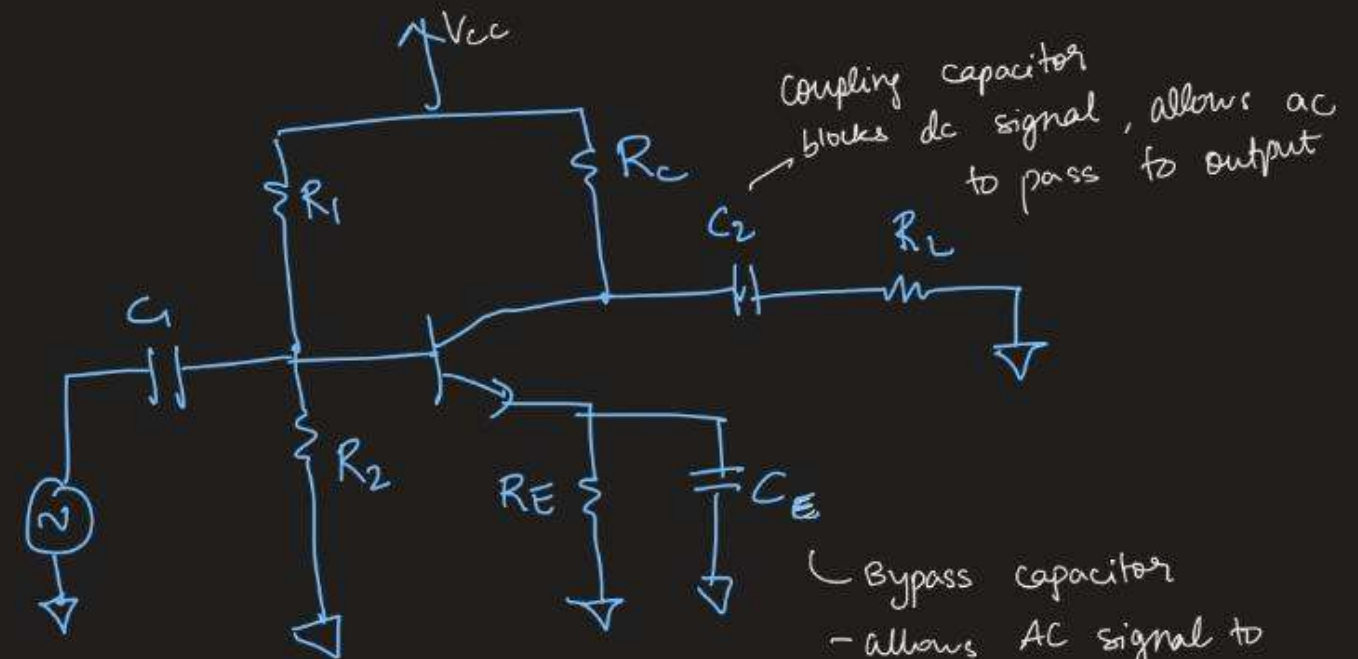 Vcc
coupling capacitor
blocks dc signal, allows ac
to pass to output
Rc
R1
C2
RL
C1
R2
RE
CE
Bypass capacitor
- allows AC signal to